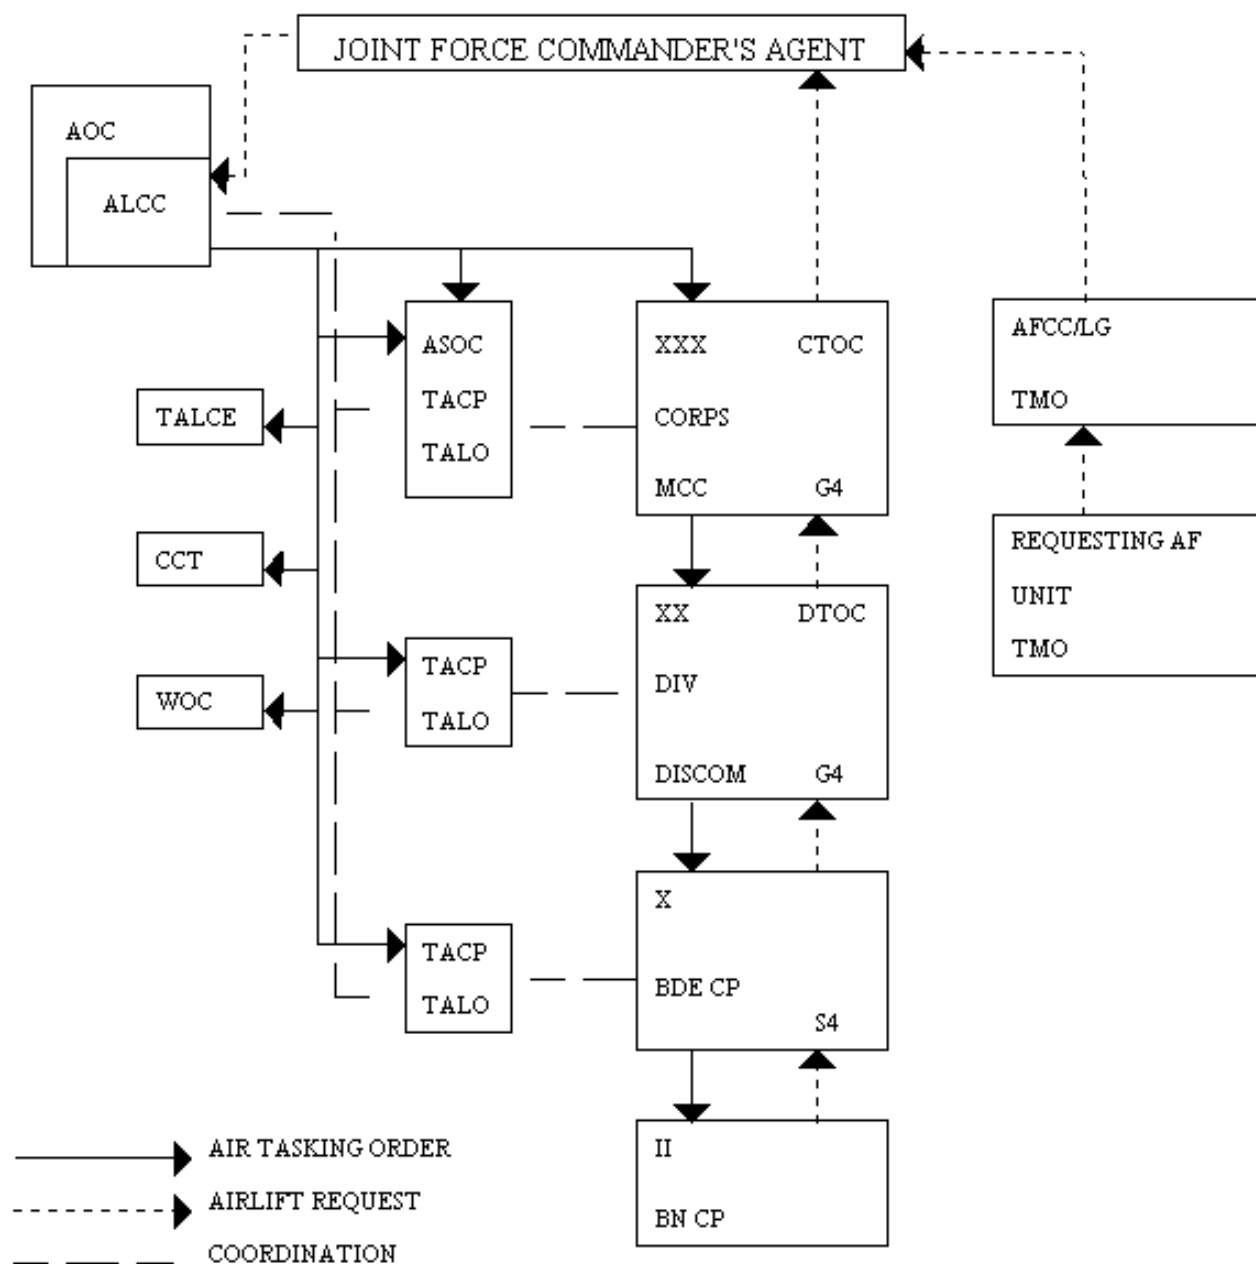 JOINT FORCE COMMANDER'S AGENT
AOC
ALCC
ASOC
TACP
TALO
XXX CTOC
CORPS
MCC G4
AFCC/LG
TMO
TALCE
CCT
REQUESTING AF
UNIT
TMO
XX DTOC
DIV
DISCOM G4
TACP
TALO
WOC
X
BDE CP
S4
TACP
TALO
II
BN CP
AIR TASKING ORDER
AIRLIFT REQUEST
COORDINATION